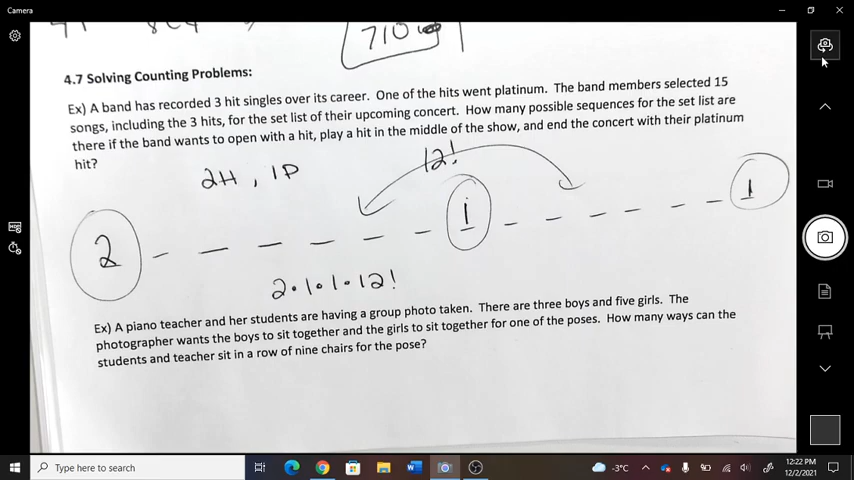 Camera
710
4.7 Solving Counting Problems:
Ex) A band has recorded 3 hit singles over its career. One of the hits went platinum. The band members selected 15
songs, including the 3 hits, for the set list of their upcoming concert. How many possible sequences for the set list are
there if the band wants to open with a hit, play a hit in the middle of the show, and end the concert with their platinum
hit?
12!
2H, 1P
2 _ _ _ _ _ _ 1 _ _ _ _ _ _ 1
2·1·1·12!
Ex) A piano teacher and her students are having a group photo taken. There are three boys and five girls. The
photographer wants the boys to sit together and the girls to sit together for one of the poses. How many ways can the
students and teacher sit in a row of nine chairs for the pose?
Type here to search
-3°C
12:22 PM
12/2/2021